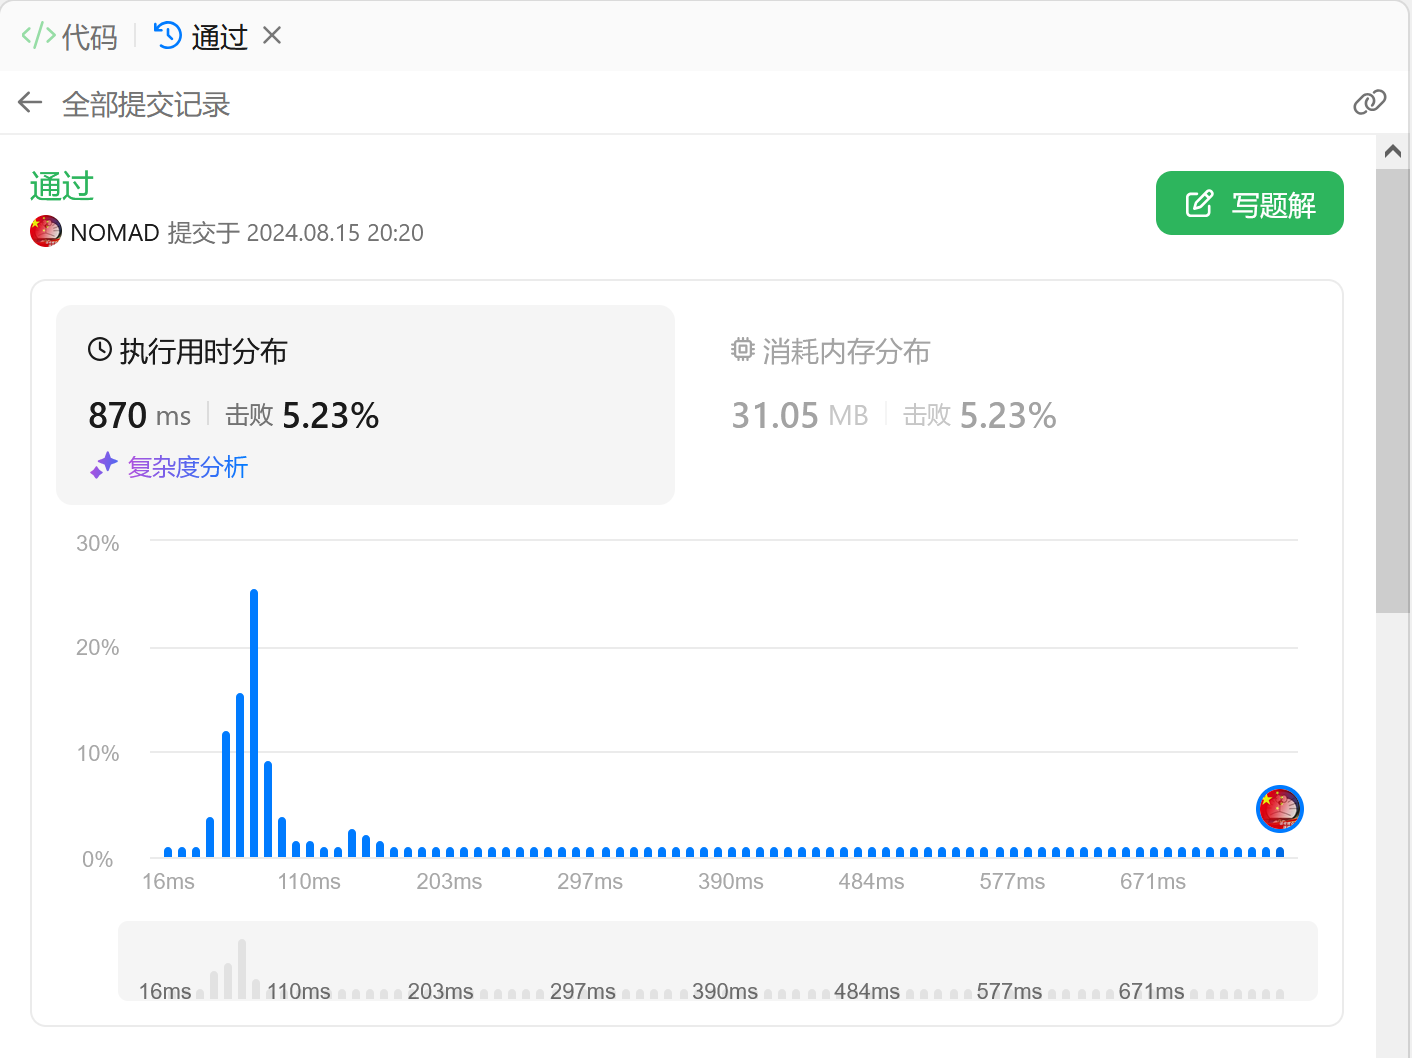 代码 通过
全部提交记录
通过
写题解
NOMAD 提交于 2024.08.15 20:20
执行用时分布
870 ms 击败 5.23%
复杂度分析
消耗内存分布
31.05 MB 击败 5.23%
30%
20%
10%
0%
16ms 110ms 203ms 297ms 390ms 484ms 577ms 671ms
16ms 110ms 203ms 297ms 390ms 484ms 577ms 671ms